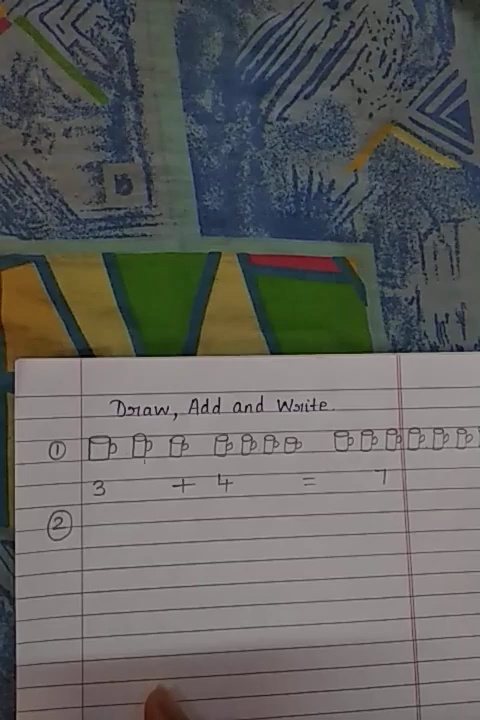 Draw, Add and Write.
①
3 + 4 = 7
②